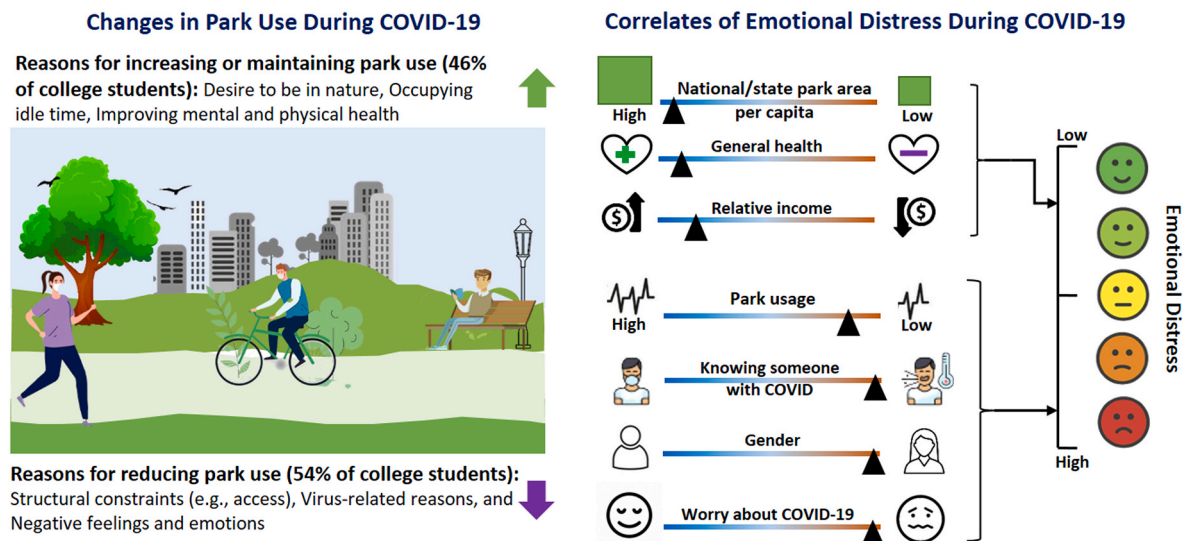 Changes in Park Use During COVID-19
Reasons for increasing or maintaining park use (46%
of college students): Desire to be in nature, Occupying
idle time, Improving mental and physical health
Reasons for reducing park use (54% of college students):
Structural constraints (e.g., access), Virus-related reasons, and
Negative feelings and emotions
Correlates of Emotional Distress During COVID-19
National/state park area
per capita
High
Low
General health
$
Relative income
$
Park usage
High
Low
Knowing someone
with COVID
Gender
Worry about COVID-19
Low
High
Emotional Distress